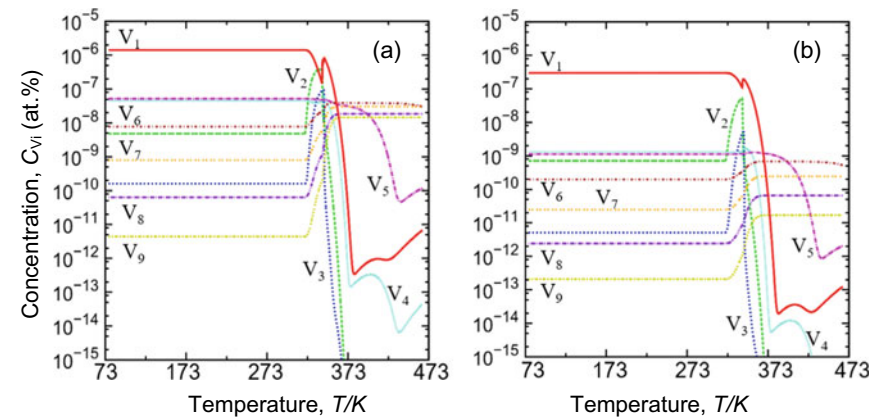 Concentration, C_Vi (at.%)
(a)
10⁻⁵
10⁻⁶
10⁻⁷
10⁻⁸
10⁻⁹
10⁻¹⁰
10⁻¹¹
10⁻¹²
10⁻¹³
10⁻¹⁴
10⁻¹⁵
V₁
V₂
V₆
V₇
V₅
V₈
V₉
V₃
V₄
73 173 273 373 473
Temperature, T/K
(b)
10⁻⁵
10⁻⁶
10⁻⁷
10⁻⁸
10⁻⁹
10⁻¹⁰
10⁻¹¹
10⁻¹²
10⁻¹³
10⁻¹⁴
10⁻¹⁵
V₁
V₂
V₆ V₇
V₅
V₈
V₉
V₃
V₄
73 173 273 373 473
Temperature, T/K